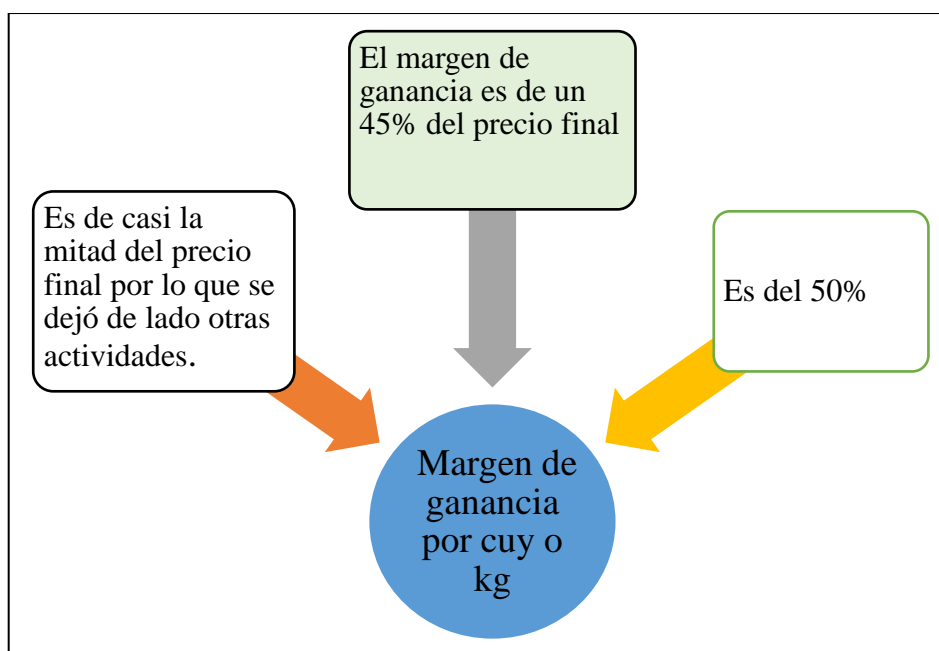 El margen de
ganancia es de un
45% del precio final
Es de casi la
mitad del precio
final por lo que se
dejó de lado otras
actividades.
Es del 50%
Margen de
ganancia
por cuy o
kg